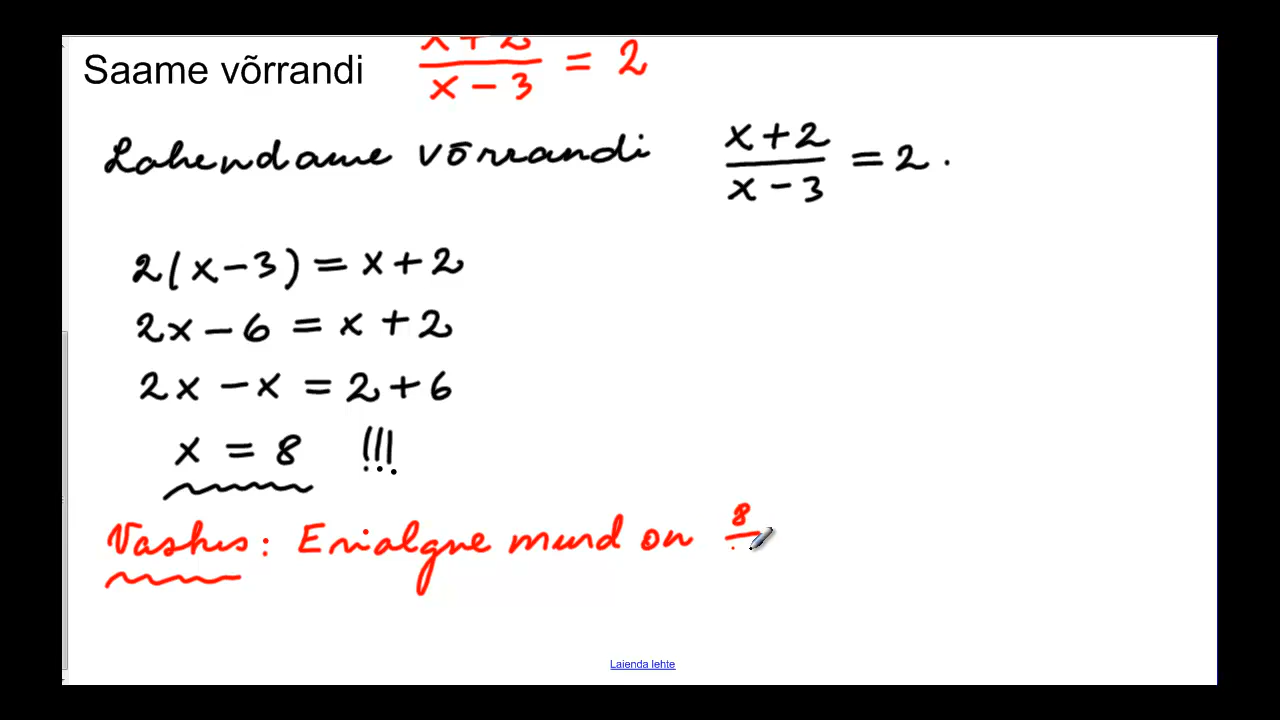 Saame võrrandi x+2/x-3 = 2
Lahendame võrrandi x+2/x-3 = 2.
2(x-3) = x+2
2x-6 = x+2
2x-x = 2+6
x = 8 !!!
Vastus: Esialgne murd on 8/
Laienda lehte